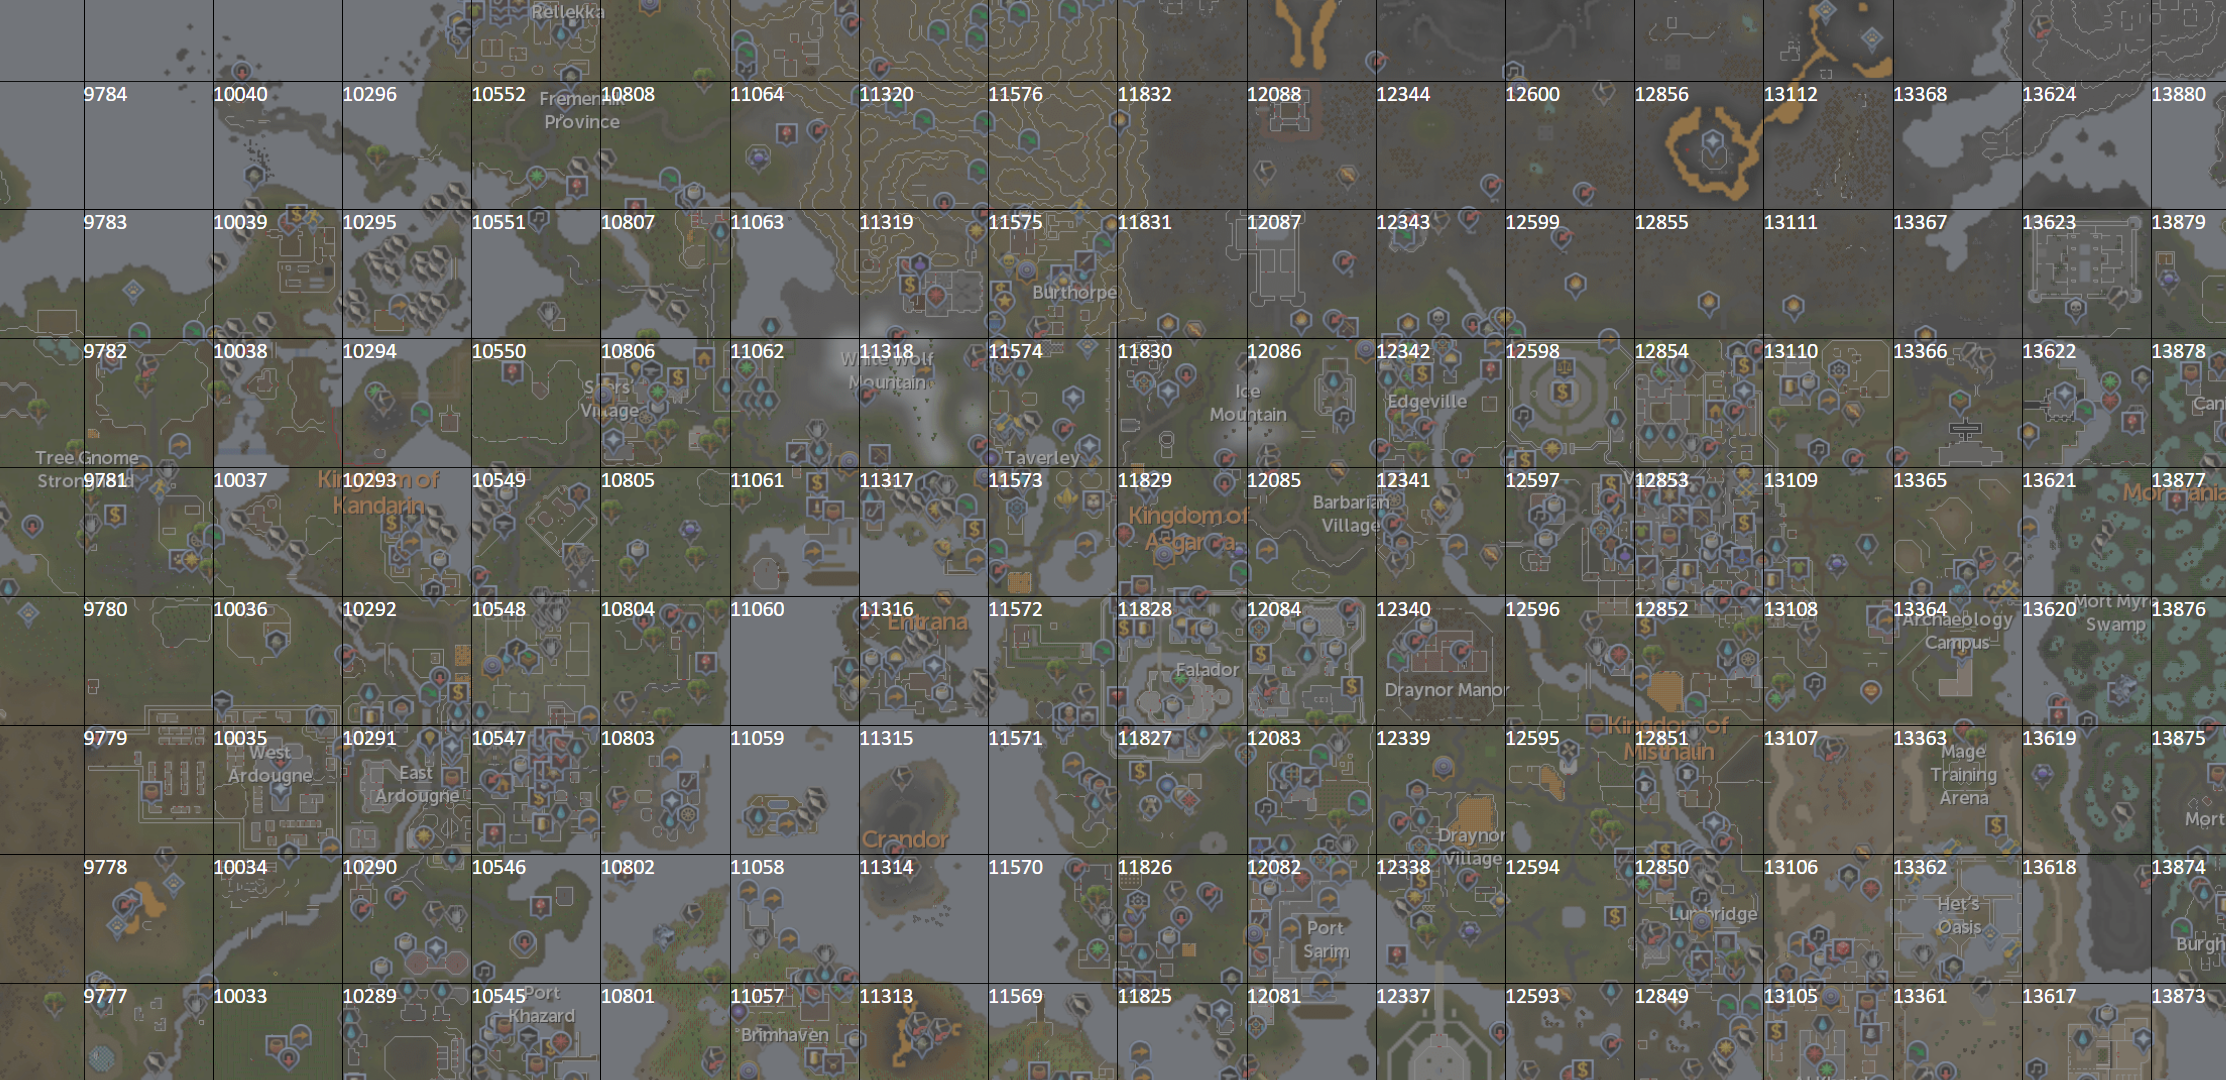 Rellekka
9784 10040 10296 10552 10808 11064 11320 11576 11832 12088 12344 12600 12856 13112 13368 13624 13880
Fremennik
Province
9783 10039 10295 10551 10807 11063 11319 11575 11831 12087 12343 12599 12855 13111 13367 13623 13879
Burthorpe
9782 10038 10294 10550 10806 11062 11318 11574 11830 12086 12342 12598 12854 13110 13366 13622 13878
White Wolf
Mountain
Village
Ice
Mountain
Edgeville
Can
Tree Gnome
Taverley
9781 10037 10293 10549 10805 11061 11317 11573 11829 12085 12341 12597 12853 13109 13365 13621 13877
Kingdom of
Kandarin
Barbarian
Village
Kingdom of
Asgarnia
9780 10036 10292 10548 10804 11060 11316 11572 11828 12084 12340 12596 12852 13108 13364 13620 13876
Entrana
Archaeology
Campus
Mort Myre
Swamp
Falador
Draynor Manor
9779 10035 10291 10547 10803 11059 11315 11571 11827 12083 12339 12595 12851 13107 13363 13619 13875
West
Ardougne
East
Ardougne
Kingdom of
Misthalin
Mage
Training
Arena
Crandor
Draynor
Village
Mort
9778 10034 10290 10546 10802 11058 11314 11570 11826 12082 12338 12594 12850 13106 13362 13618 13874
Port
Sarim
Lumbridge
Het's
Oasis
Burgh
9777 10033 10289 10545 10801 11057 11313 11569 11825 12081 12337 12593 12849 13105 13361 13617 13873
Port
Khazard
Brimhaven